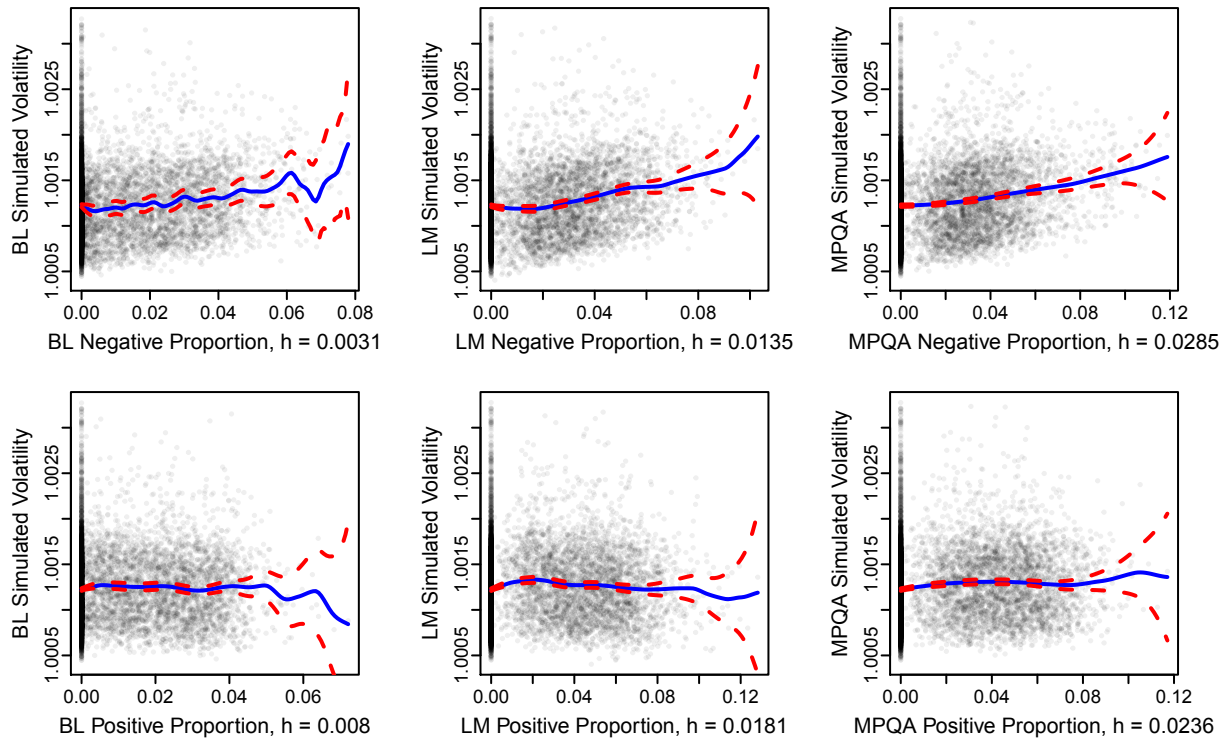 BL Simulated Volatility
1.0005 1.0015 1.0025
0.00 0.02 0.04 0.06 0.08
BL Negative Proportion, h = 0.0031
LM Simulated Volatility
1.0005 1.0015 1.0025
0.00 0.04 0.08
LM Negative Proportion, h = 0.0135
MPQA Simulated Volatility
1.0005 1.0015 1.0025
0.00 0.04 0.08 0.12
MPQA Negative Proportion, h = 0.0285
BL Simulated Volatility
1.0005 1.0015 1.0025
0.00 0.02 0.04 0.06
BL Positive Proportion, h = 0.008
LM Simulated Volatility
1.0005 1.0015 1.0025
0.00 0.04 0.08 0.12
LM Positive Proportion, h = 0.0181
MPQA Simulated Volatility
1.0005 1.0015 1.0025
0.00 0.04 0.08 0.12
MPQA Positive Proportion, h = 0.0236